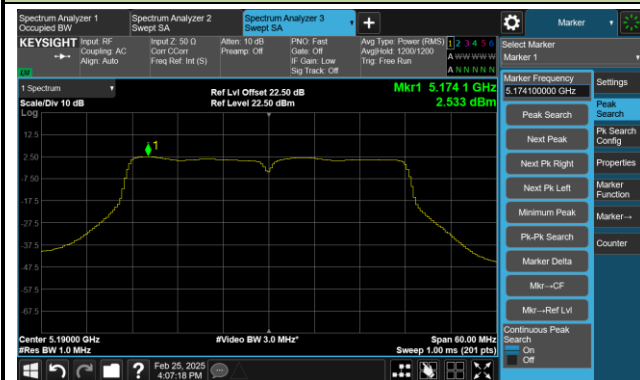 Spectrum Analyzer 1
Occupied BW
Spectrum Analyzer 2
Swept SA
Spectrum Analyzer 3
Swept SA
Marker
KEYSIGHT
Input: RF
Coupling: AC
Align: Auto
Input Z: 50 Ω
Corr CCorr
Freq Ref: Int (S)
Atten: 10 dB
Preamp: Off
PNO: Fast
Gate: Off
IF Gain: Low
Sig Track: Off
Avg Type: Power (RMS)
Avg|Hold: 1200/1200
Trig: Free Run
1 2 3 4 5 6
A W W W W W
A N N N N N
LM
Select Marker
Marker 1
1 Spectrum
Scale/Div 10 dB
Log
Ref Lvl Offset 22.50 dB
Ref Level 22.50 dBm
Mkr1 5.174 1 GHz
2.533 dBm
Marker Frequency
5.174100000 GHz
Settings
Peak Search
Peak
Search
Next Peak
Pk Search
Config
Next Pk Right
Properties
Next Pk Left
Marker
Function
Minimum Peak
Marker→
Pk-Pk Search
Counter
Marker Delta
Mkr→CF
Mkr→Ref Lvl
Continuous Peak
Search
On
Off
12.5
2.50
-7.50
-17.5
-27.5
-37.5
-47.5
-57.5
-67.5
1
Center 5.19000 GHz
#Res BW 1.0 MHz
#Video BW 3.0 MHz*
Span 60.00 MHz
Sweep 1.00 ms (201 pts)
?
Feb 25, 2025
4:07:18 PM